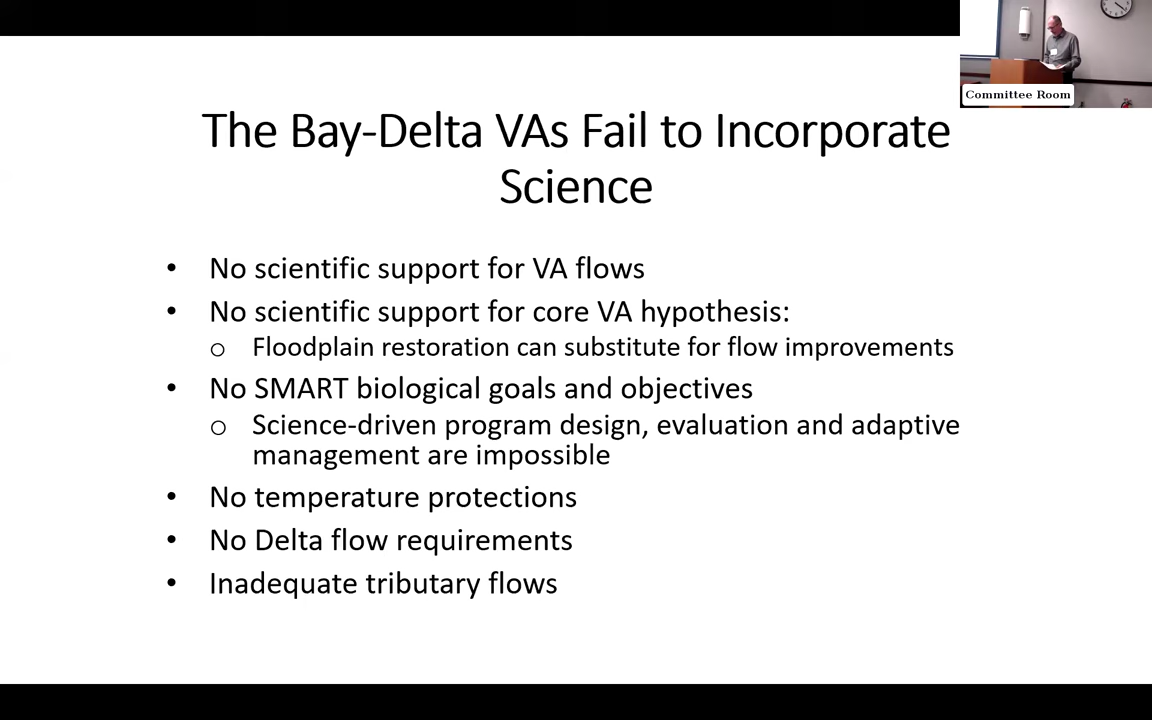 Committee Room
The Bay-Delta VAs Fail to Incorporate
Science
• No scientific support for VA flows
• No scientific support for core VA hypothesis:
o Floodplain restoration can substitute for flow improvements
• No SMART biological goals and objectives
o Science-driven program design, evaluation and adaptive
management are impossible
• No temperature protections
• No Delta flow requirements
• Inadequate tributary flows